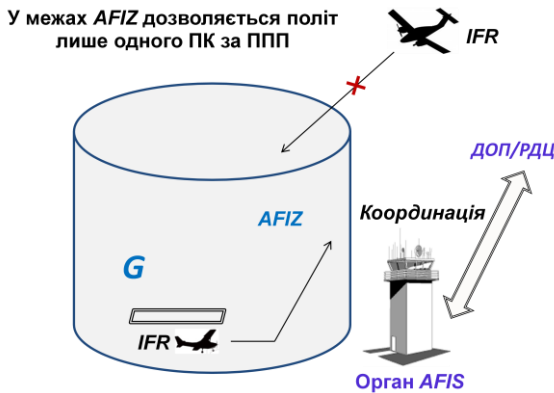 У межах AFIZ дозволяється політ
лише одного ПК за ППП
IFR
ДОП/РДЦ
Координація
AFIZ
G
IFR
Орган AFIS